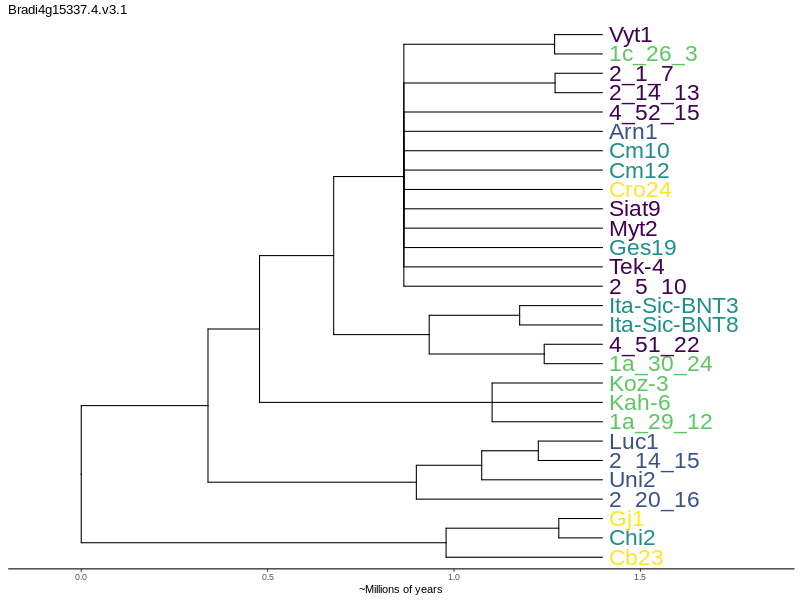 Bradi4g15337.4.v3.1
Vyt1
1c_26_3
2_1_7
2_14_13
4_52_15
Arn1
Cm10
Cm12
Cro24
Siat9
Myt2
Ges19
Tek-4
2_5_10
Ita-Sic-BNT3
Ita-Sic-BNT8
4_51_22
1a_30_24
Koz-3
Kah-6
1a_29_12
Luc1
2_14_15
Uni2
2_20_16
Gj1
Chi2
Cb23
0.0 0.5 1.0 1.5
~Millions of years